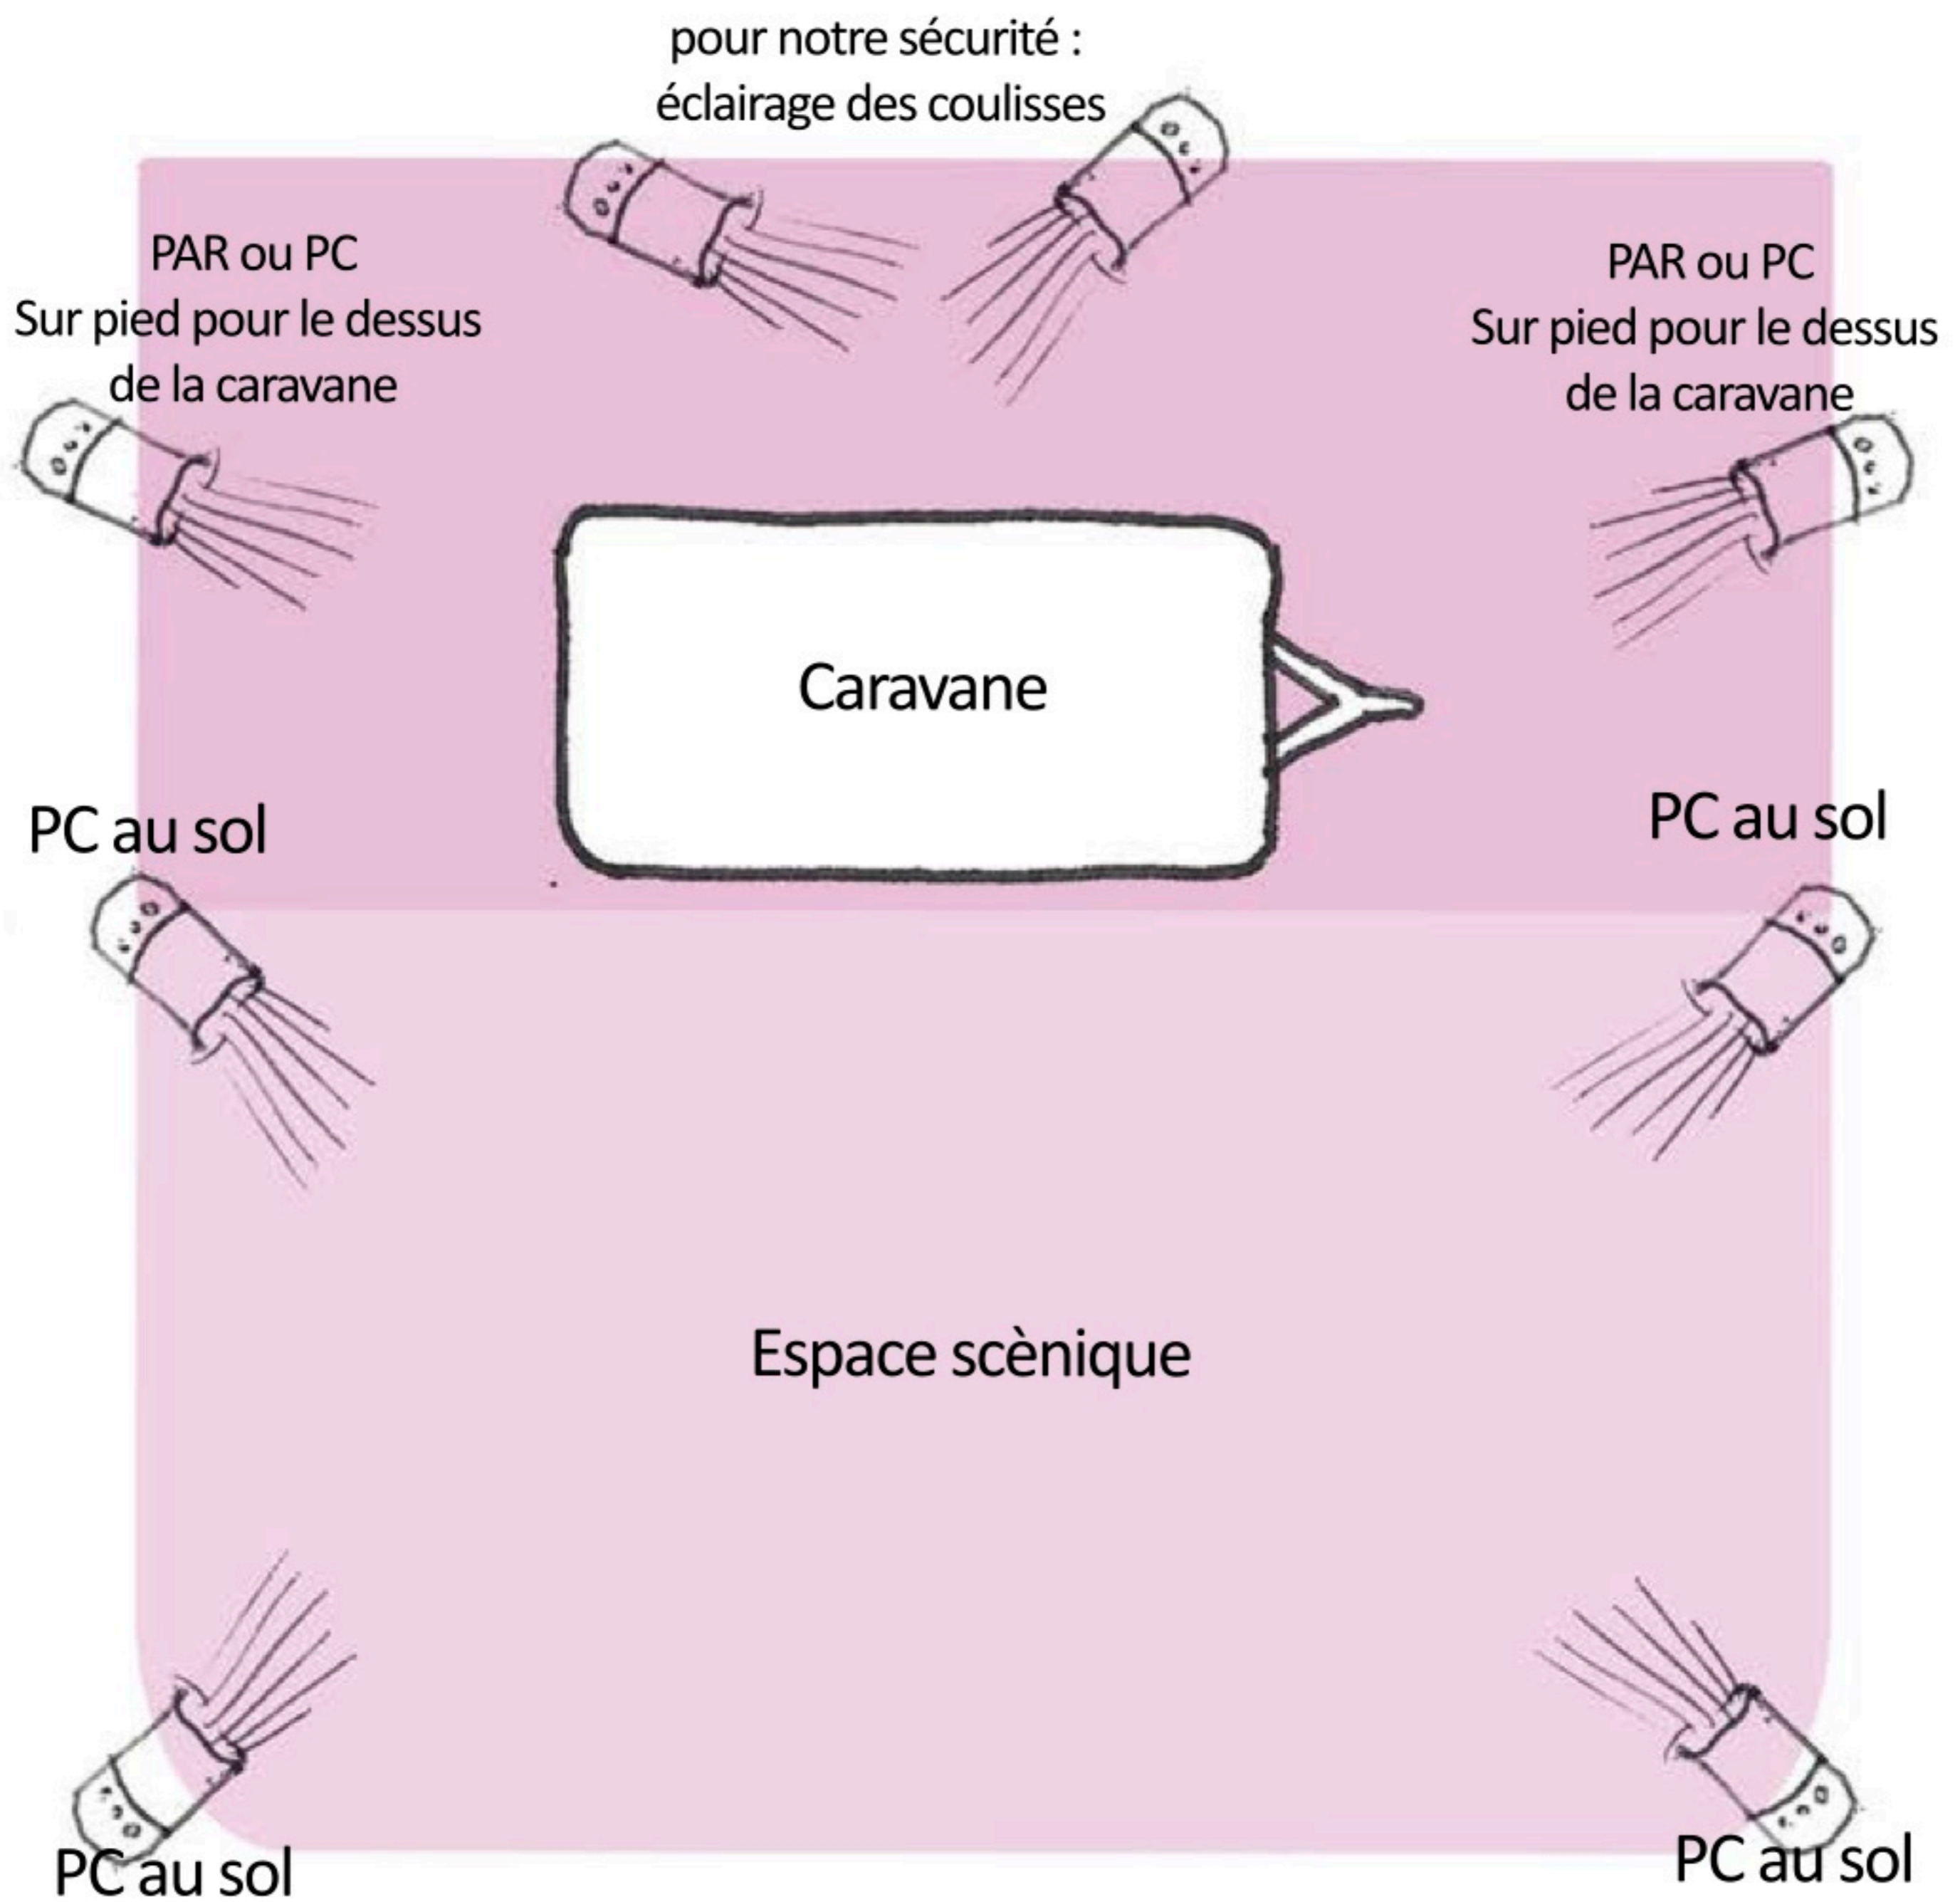 pour notre sécurité :
éclairage des coulisses
PAR ou PC
Sur pied pour le dessus
de la caravane
PAR ou PC
Sur pied pour le dessus
de la caravane
Caravane
PC au sol
PC au sol
Espace scènique
PC au sol
PC au sol